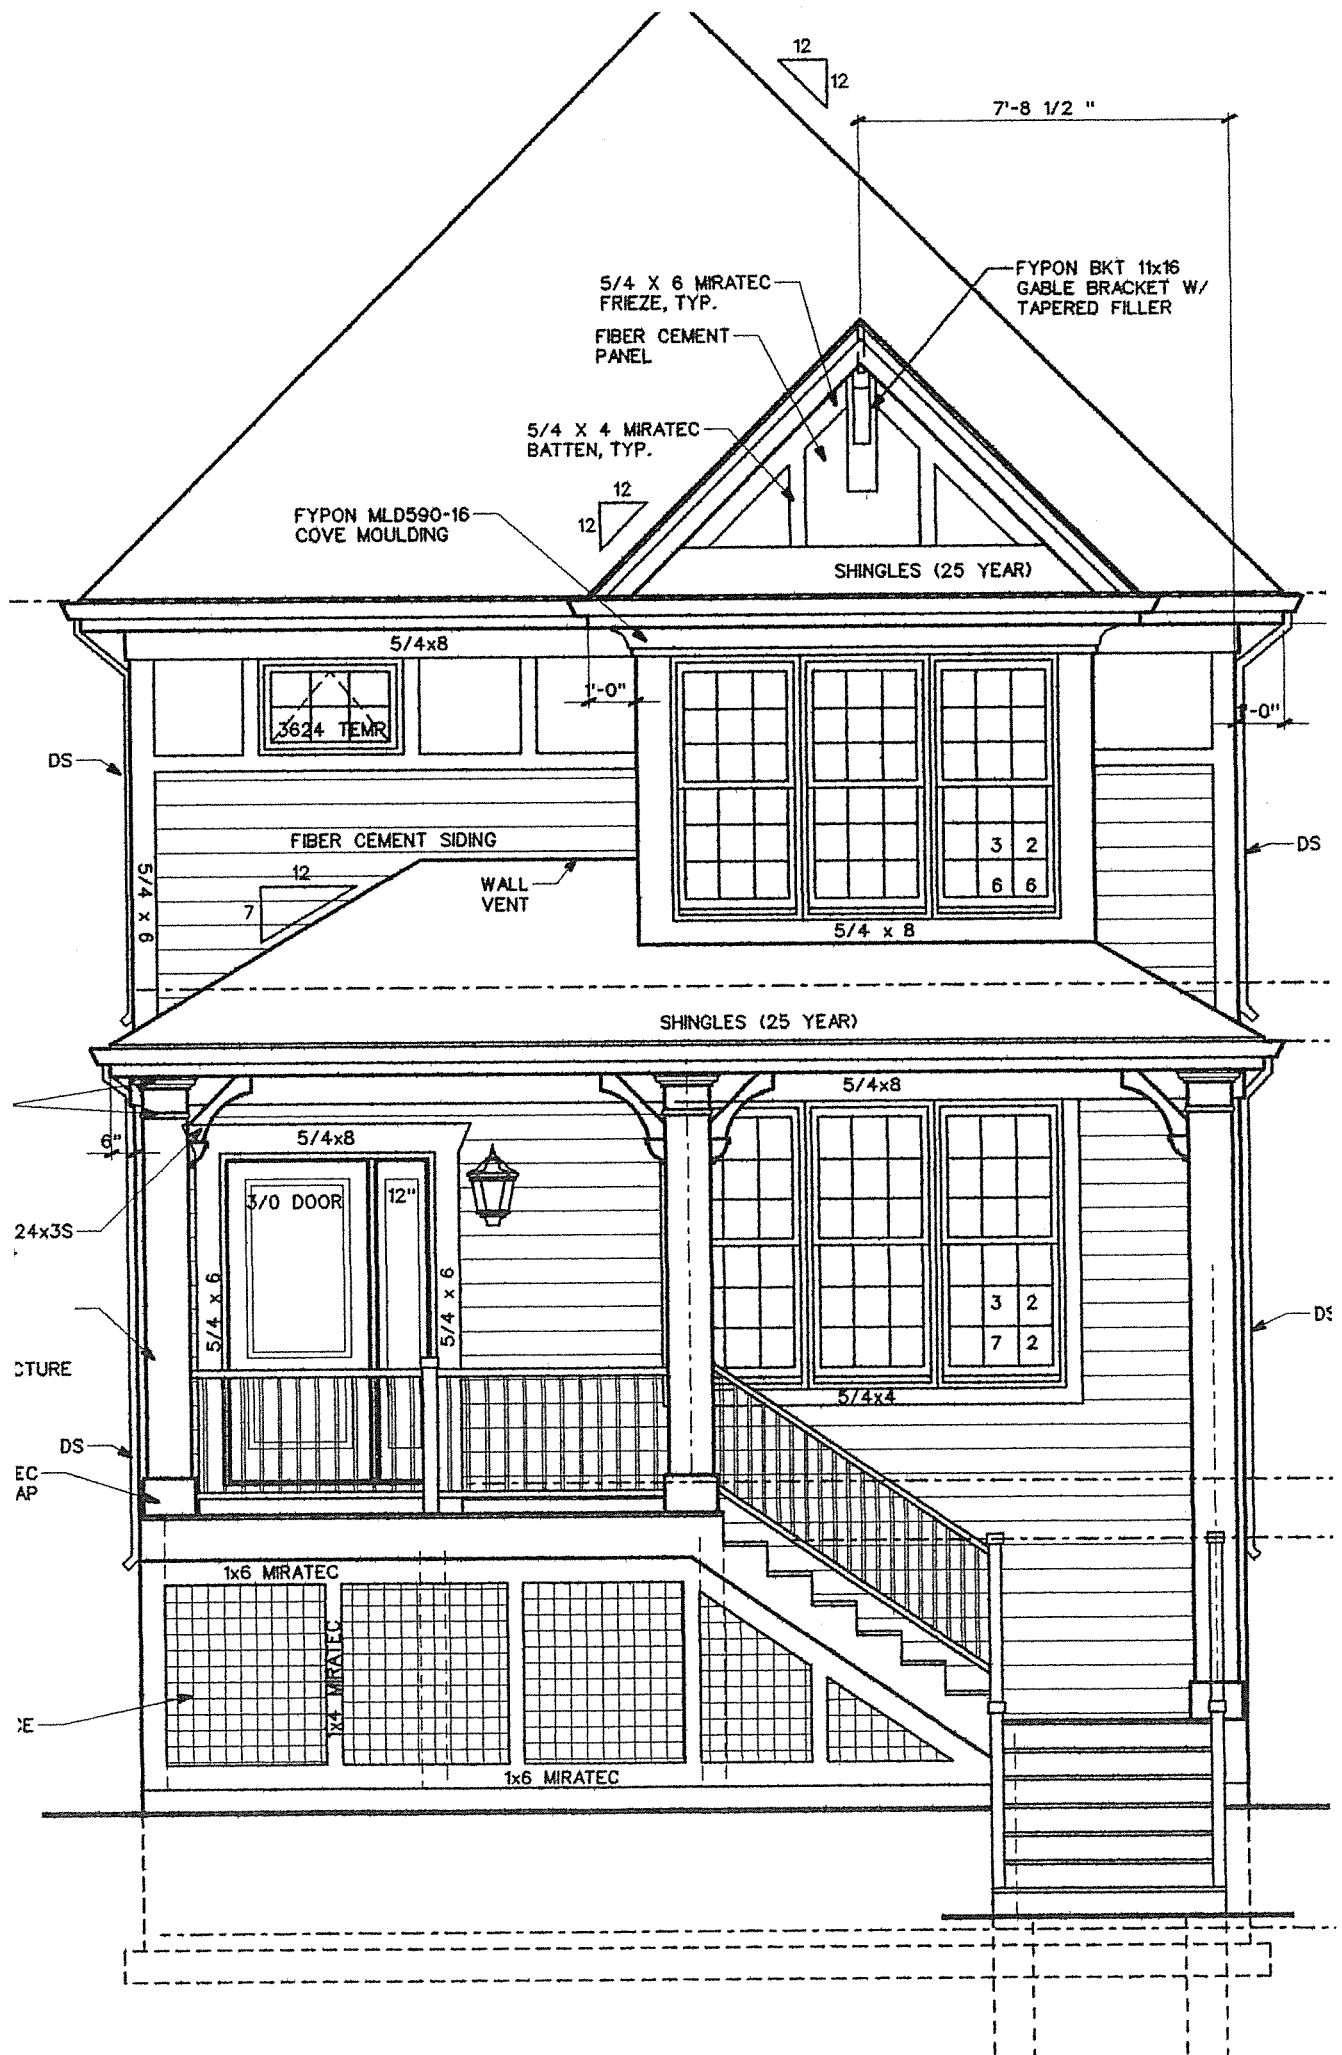 12
12
7'-8 1/2 "
FYPON BKT 11x16
GABLE BRACKET W/
TAPERED FILLER
5/4 X 6 MIRATEC
FRIEZE, TYP.
FIBER CEMENT
PANEL
5/4 X 4 MIRATEC
BATTEN, TYP.
12
12
FYPON MLD590-16
COVE MOULDING
SHINGLES (25 YEAR)
5/4x8
1'-0"
1'-0"
3624 TEMR
DS
FIBER CEMENT SIDING
3 2
6 6
DS
12
7
WALL
VENT
5/4 x 6
5/4 x 8
SHINGLES (25 YEAR)
5/4x8
6"
5/4x8
3/0 DOOR
12"
24x3S
5/4 x 6
5/4 x 6
3 2
7 2
DS
CTURE
5/4x4
DS
EC
AP
1x6 MIRATEC
1x4 MIRATEC
CE
1x6 MIRATEC